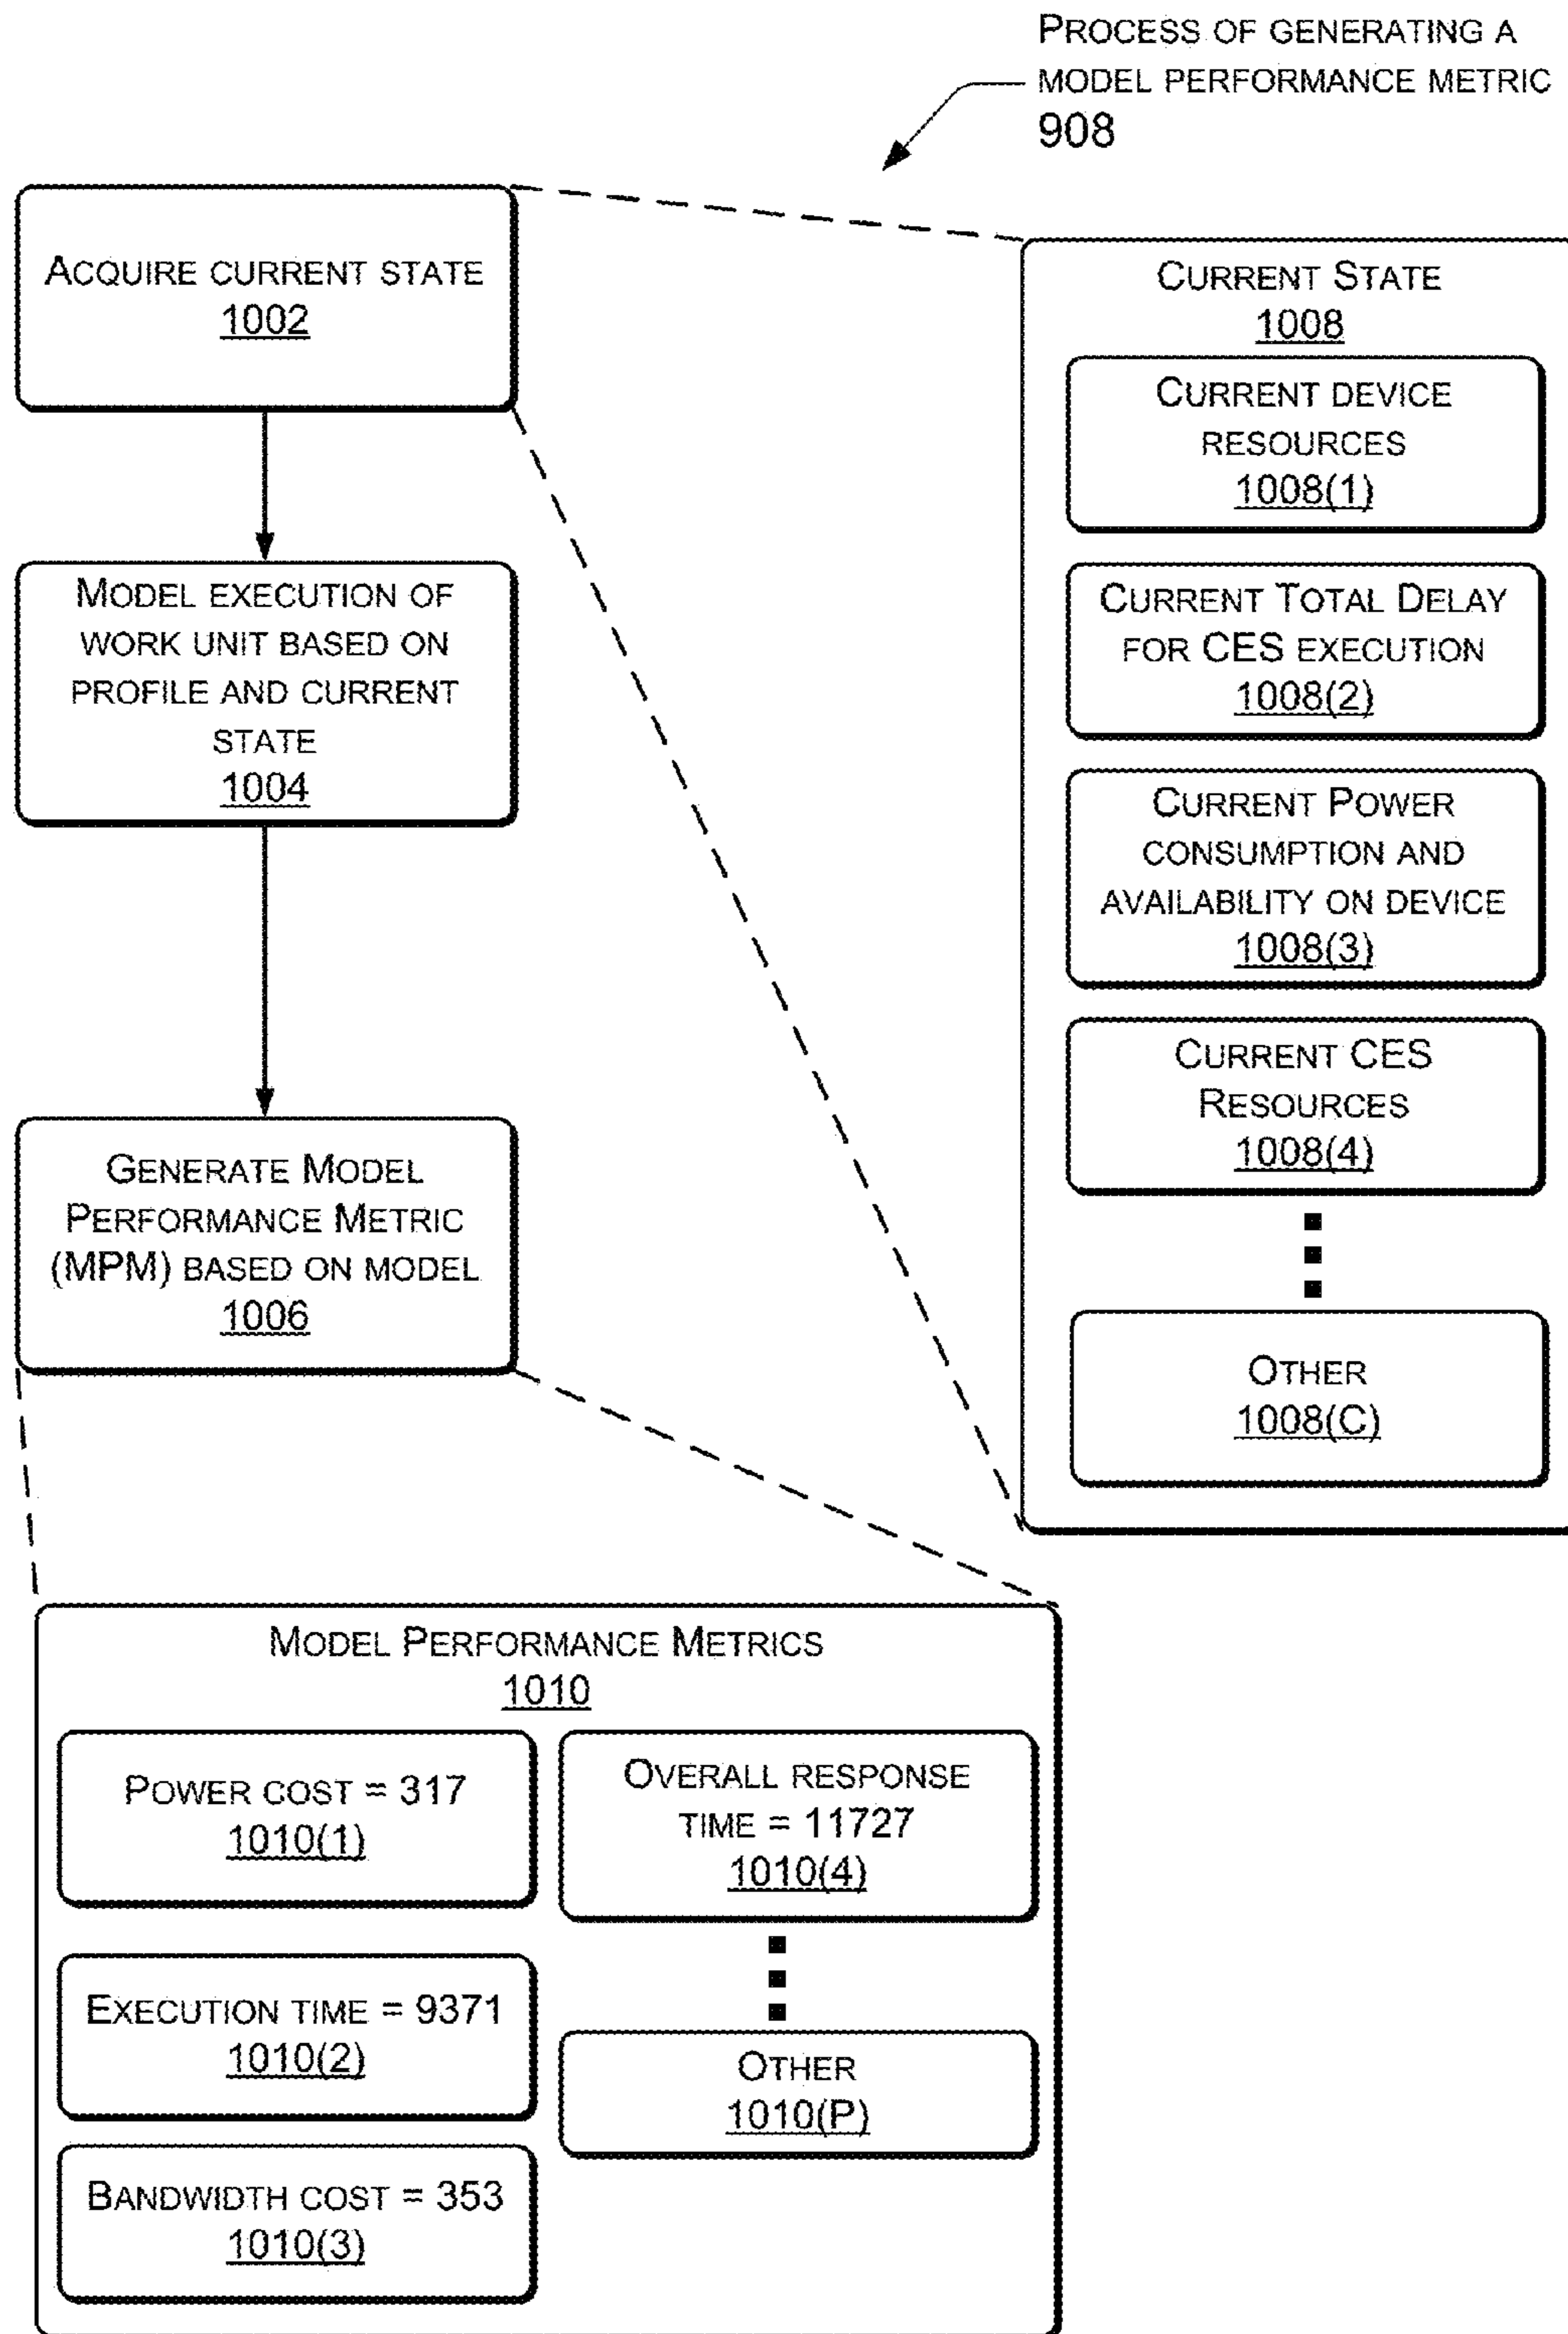 PROCESS OF GENERATING A
MODEL PERFORMANCE METRIC
908
ACQUIRE CURRENT STATE
1002
MODEL EXECUTION OF
WORK UNIT BASED ON
PROFILE AND CURRENT
STATE
1004
GENERATE MODEL
PERFORMANCE METRIC
(MPM) BASED ON MODEL
1006
CURRENT STATE
1008
CURRENT DEVICE
RESOURCES
1008(1)
CURRENT TOTAL DELAY
FOR CES EXECUTION
1008(2)
CURRENT POWER
CONSUMPTION AND
AVAILABILITY ON DEVICE
1008(3)
CURRENT CES
RESOURCES
1008(4)
OTHER
1008(C)
MODEL PERFORMANCE METRICS
1010
POWER COST = 317
1010(1)
EXECUTION TIME = 9371
1010(2)
BANDWIDTH COST = 353
1010(3)
OVERALL RESPONSE
TIME = 11727
1010(4)
OTHER
1010(P)